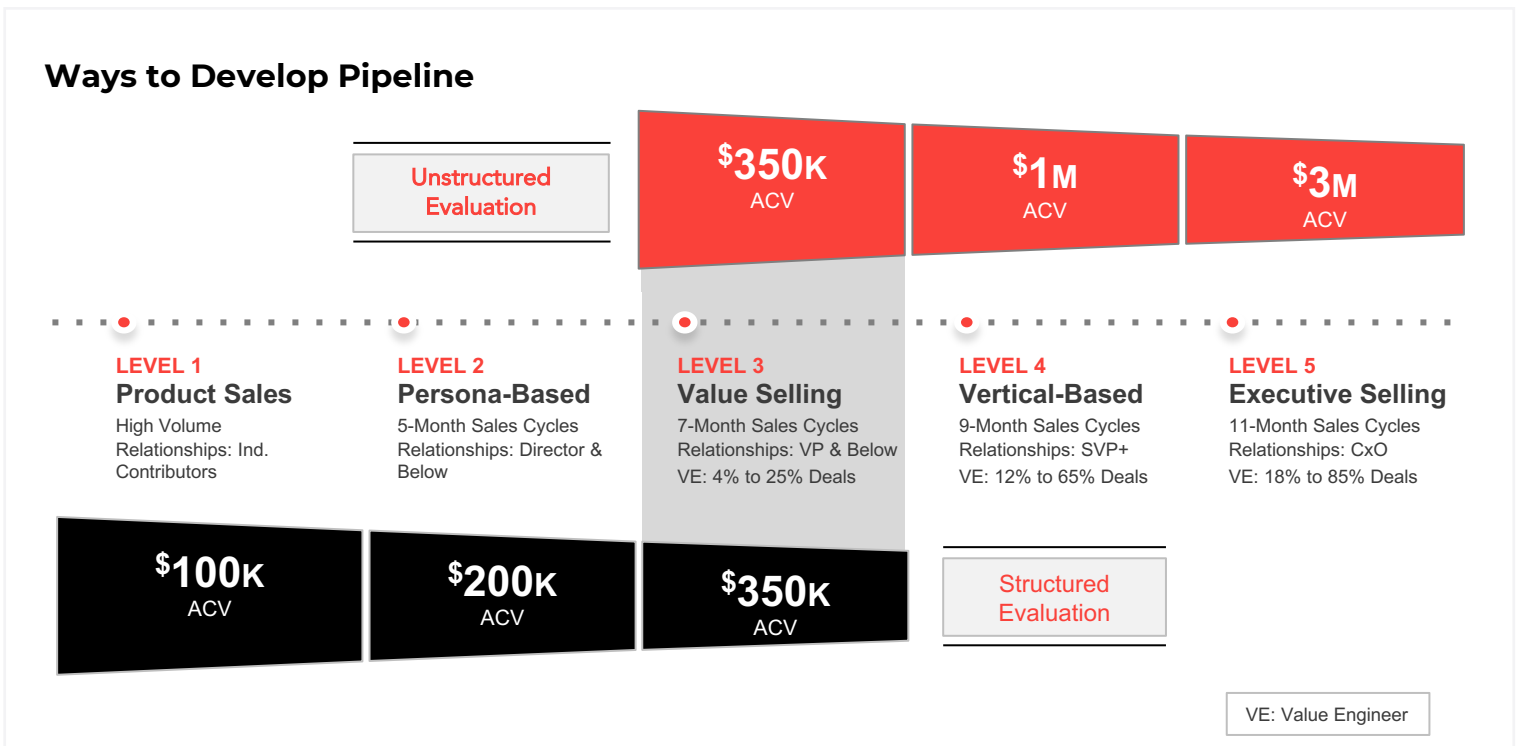 Ways to Develop Pipeline
Unstructured
Evaluation
$350K
ACV
$1M
ACV
$3M
ACV
LEVEL 1
Product Sales
High Volume
Relationships: Ind.
Contributors
LEVEL 2
Persona-Based
5-Month Sales Cycles
Relationships: Director &
Below
LEVEL 3
Value Selling
7-Month Sales Cycles
Relationships: VP & Below
VE: 4% to 25% Deals
LEVEL 4
Vertical-Based
9-Month Sales Cycles
Relationships: SVP+
VE: 12% to 65% Deals
LEVEL 5
Executive Selling
11-Month Sales Cycles
Relationships: CxO
VE: 18% to 85% Deals
$100K
ACV
$200K
ACV
$350K
ACV
Structured
Evaluation
VE: Value Engineer